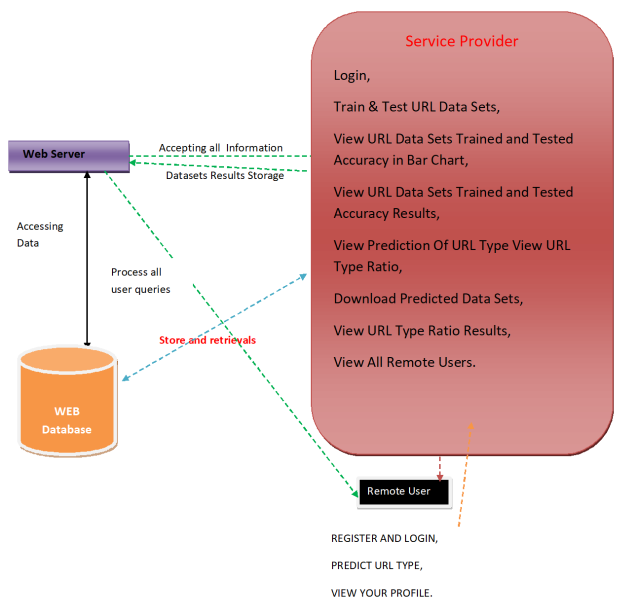 Service Provider
Login,
Train & Test URL Data Sets,
View URL Data Sets Trained and Tested
Accuracy in Bar Chart,
View URL Data Sets Trained and Tested
Accuracy Results,
View Prediction Of URL Type View URL
Type Ratio,
Download Predicted Data Sets,
View URL Type Ratio Results,
View All Remote Users.
Web Server
Accepting all Information
Datasets Results Storage
Accessing
Data
Process all
user queries
Store and retrievals
WEB
Database
Remote User
REGISTER AND LOGIN,
PREDICT URL TYPE,
VIEW YOUR PROFILE.